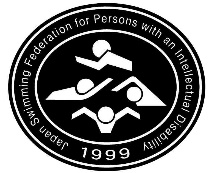 Japan Swimming Federation for Persons with an Intellectual Disability
1999